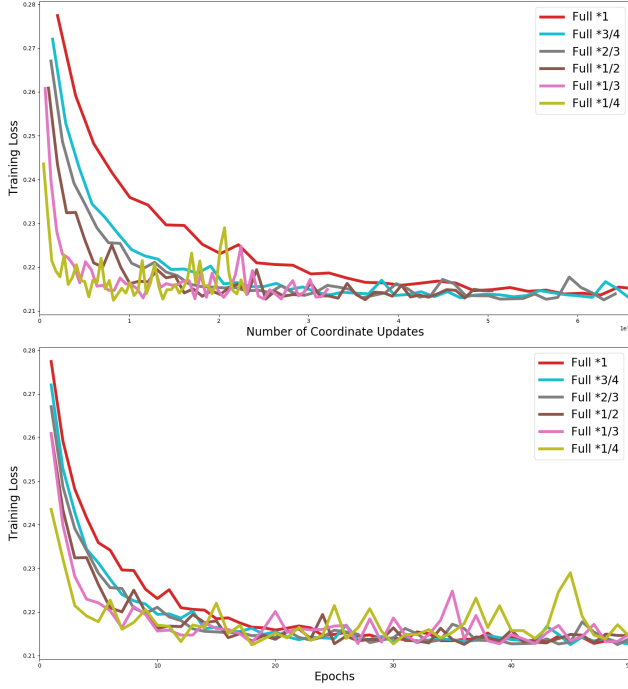 0.28
0.27
0.26
0.25
0.24
0.23
0.22
0.21
Training Loss
Full *1
Full *3/4
Full *2/3
Full *1/2
Full *1/3
Full *1/4
0 1 2 3 4 5 6
Number of Coordinate Updates
0.28
0.27
0.26
0.25
0.24
0.23
0.22
0.21
Training Loss
Full *1
Full *3/4
Full *2/3
Full *1/2
Full *1/3
Full *1/4
0 10 20 30 40
Epochs